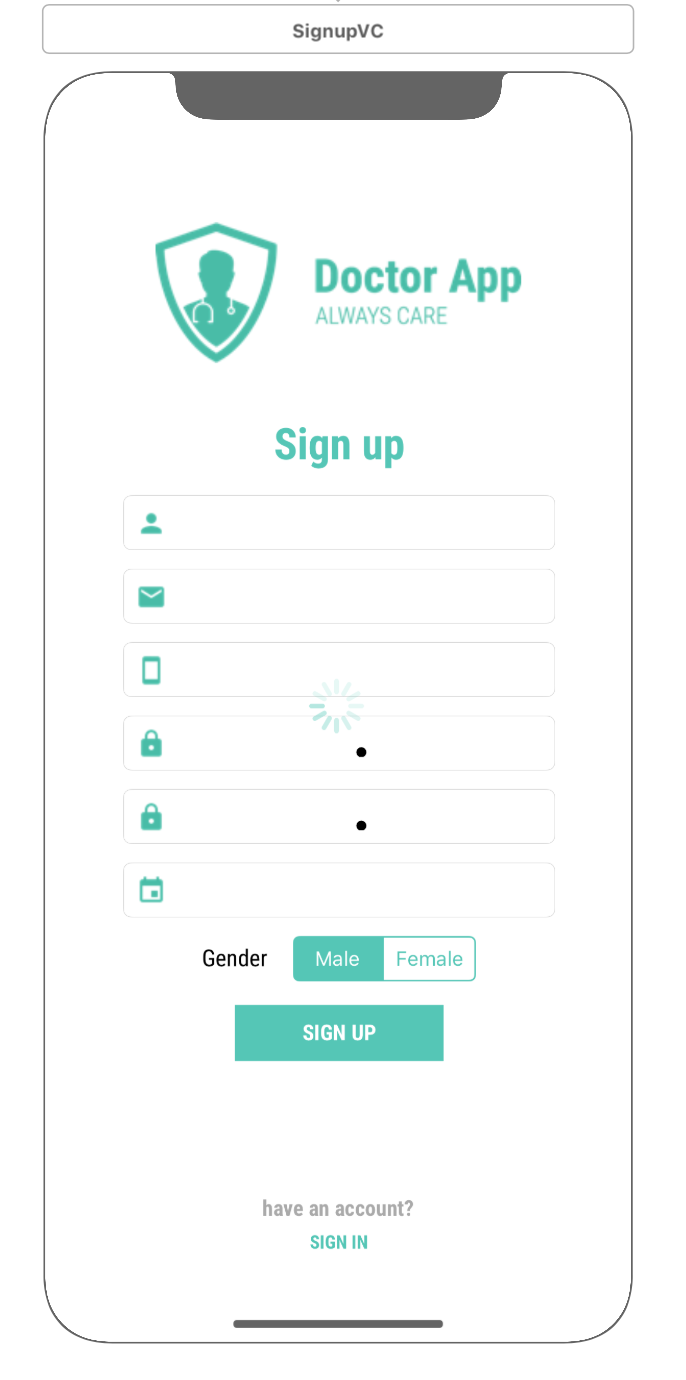 SignupVC
Doctor App
ALWAYS CARE
Sign up
Gender Male Female
SIGN UP
have an account?
SIGN IN